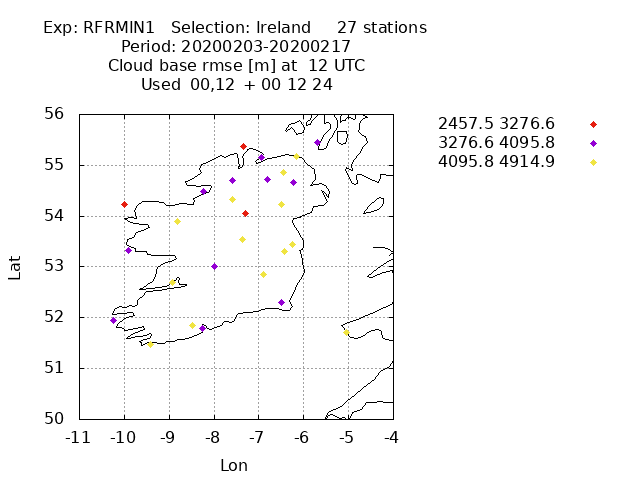 Exp: RFRMIN1   Selection: Ireland     27 stations
Period: 20200203-20200217
Cloud base rmse [m] at  12 UTC
Used  00,12  + 00 12 24
2457.5 3276.6
3276.6 4095.8
4095.8 4914.9
56
55
54
53
52
51
50
Lat
-11 -10 -9 -8 -7 -6 -5 -4
Lon